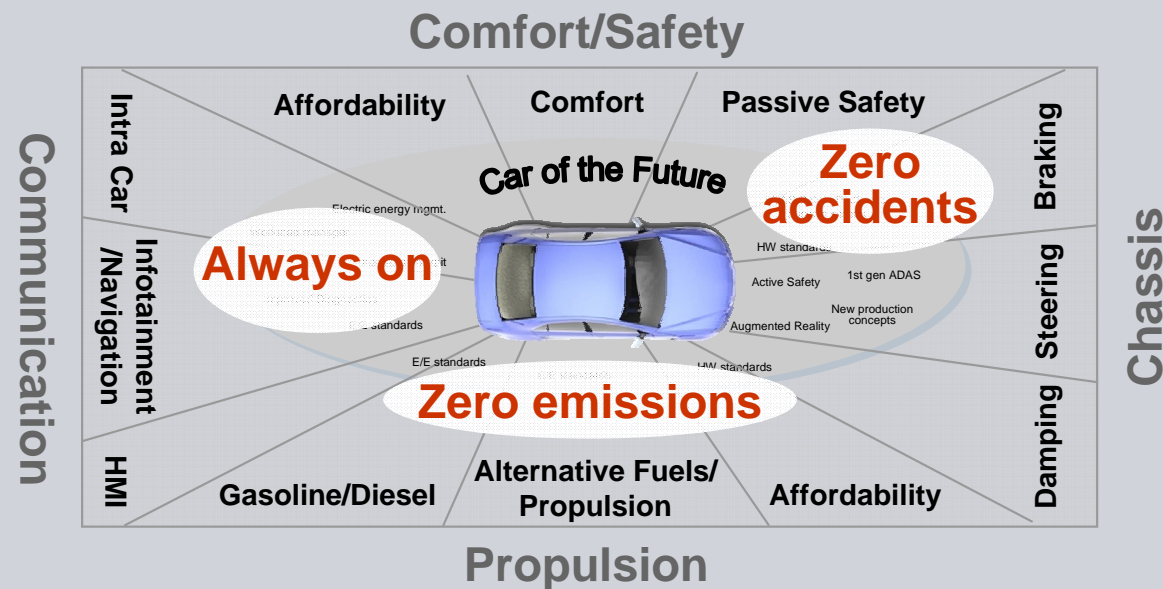 Comfort/Safety
Communication
Chassis
Propulsion
Affordability
Comfort
Passive Safety
Intra Car
Infotainment
/Navigation
HMI
Braking
Steering
Damping
Gasoline/Diesel
Alternative Fuels/
Propulsion
Affordability
Car of the Future
Zero
accidents
Always on
Zero emissions
Electric energy mgmt.
standards
E/E standards
HW standards
Active Safety
1st gen ADAS
New production
concepts
Augmented Reality
HW standards